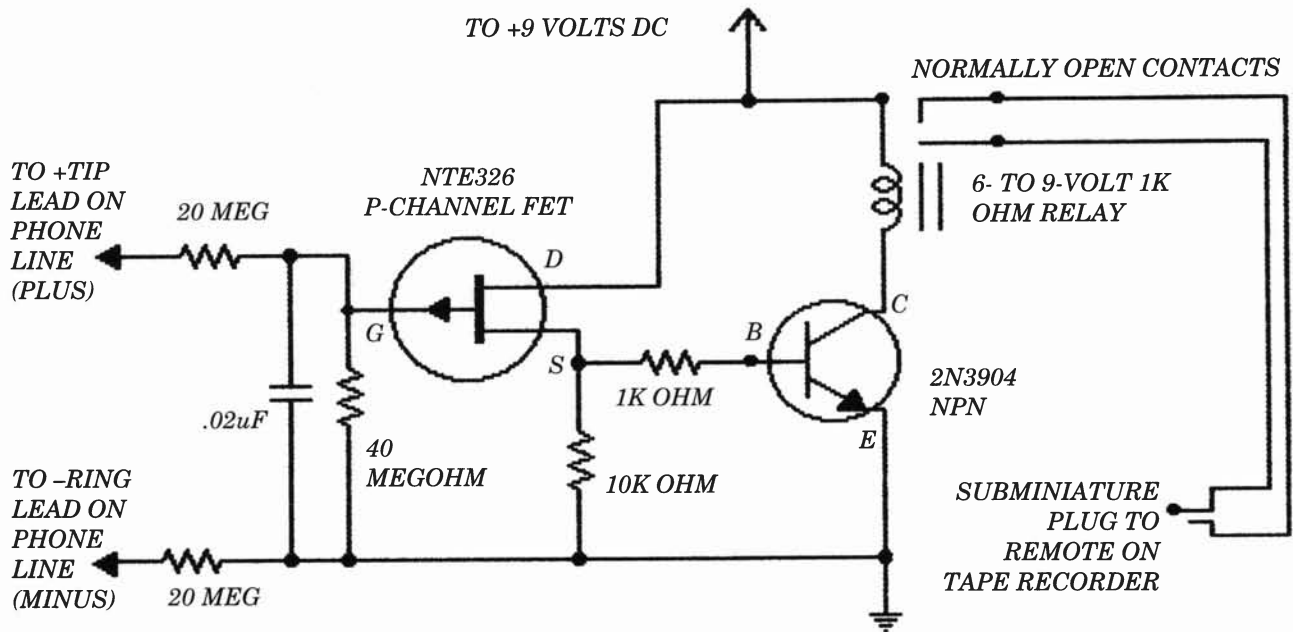 TO +9 VOLTS DC
NORMALLY OPEN CONTACTS
TO +TIP
LEAD ON
PHONE
LINE
(PLUS)
20 MEG
NTE326
P-CHANNEL FET
6- TO 9-VOLT 1K
OHM RELAY
D
G
S
B
C
E
1K OHM
2N3904
NPN
.02uF
40
MEGOHM
10K OHM
TO –RING
LEAD ON
PHONE
LINE
(MINUS)
20 MEG
SUBMINIATURE
PLUG TO
REMOTE ON
TAPE RECORDER